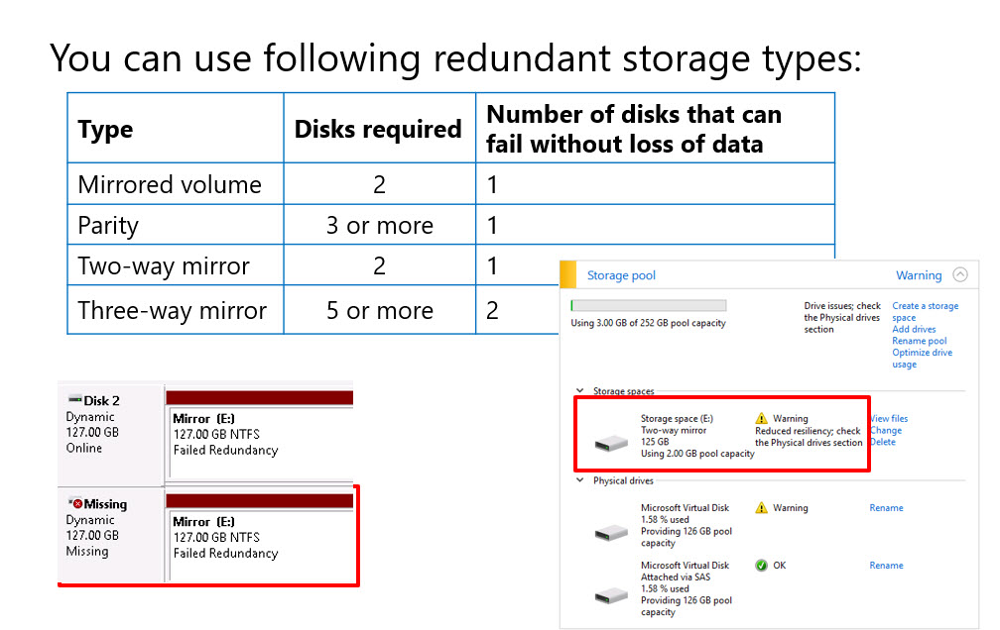 You can use following redundant storage types:
Type Disks required Number of disks that can
fail without loss of data
Mirrored volume 2 1
Parity 3 or more 1
Two-way mirror 2 1
Three-way mirror 5 or more 2
Storage pool Warning
Using 3.00 GB of 252 GB pool capacity
Drive issues; check
the Physical drives
section
Create a storage
space
Add drives
Rename pool
Optimize drive
usage
Storage spaces
Storage space (E:)
Two-way mirror
125 GB
Using 2.00 GB pool capacity
Warning
Reduced resiliency; check
the Physical drives section
View files
Change
Delete
Physical drives
Microsoft Virtual Disk
1.58 % used
Providing 126 GB pool
capacity
Warning
Rename
Microsoft Virtual Disk
Attached via SAS
1.58 % used
Providing 126 GB pool
capacity
OK
Rename
Disk 2
Dynamic
127.00 GB
Online
Mirror (E:)
127.00 GB NTFS
Failed Redundancy
Missing
Dynamic
127.00 GB
Missing
Mirror (E:)
127.00 GB NTFS
Failed Redundancy